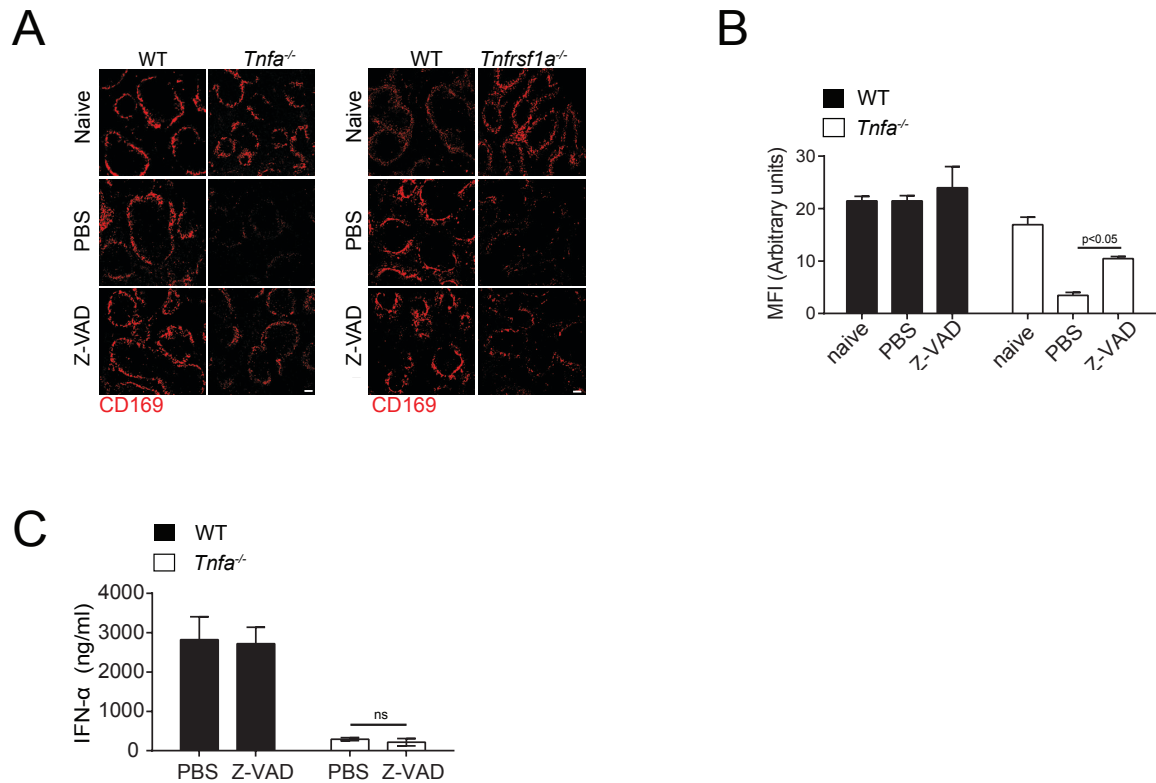 A
WT Tnfa-/- WT Tnfrsf1a-/-
Naive Naive
PBS PBS
Z-VAD Z-VAD
CD169 CD169
B
WT
Tnfa-/-
MFI (Arbitrary units)
30
20
10
0
p<0.05
naive PBS Z-VAD naive PBS Z-VAD
C
WT
Tnfa-/-
IFN-α (ng/ml)
4000
3000
2000
1000
0
ns
PBS Z-VAD PBS Z-VAD